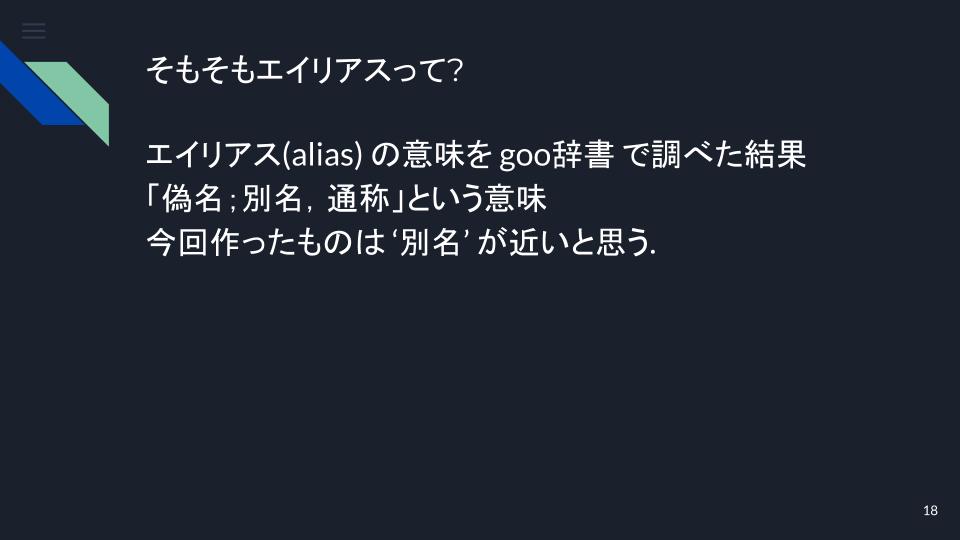 そもそもエイリアスって?
エイリアス(alias) の意味を goo辞書 で調べた結果
「偽名 ; 別名， 通称」という意味
今回作ったものは ‘別名’ が近いと思う.
18